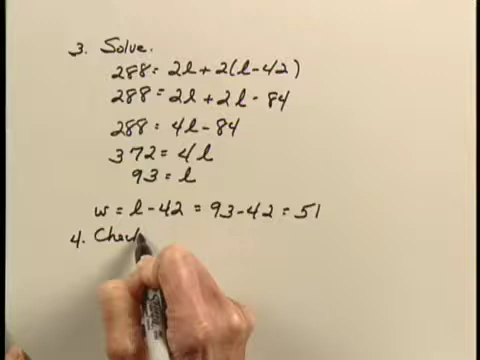 3. Solve.
288 = 2l + 2(l - 42)
288 = 2l + 2l - 84
288 = 4l - 84
372 = 4l
93 = l
w = l - 42 = 93 - 42 = 51
4. Check